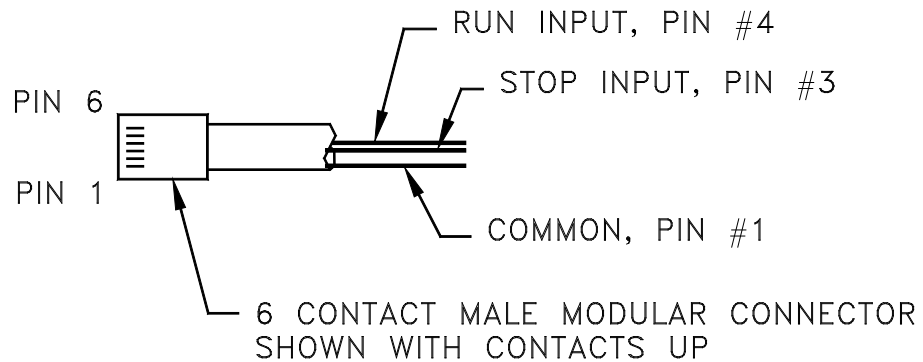 RUN INPUT, PIN #4
STOP INPUT, PIN #3
PIN 6
PIN 1
COMMON, PIN #1
6 CONTACT MALE MODULAR CONNECTOR
SHOWN WITH CONTACTS UP